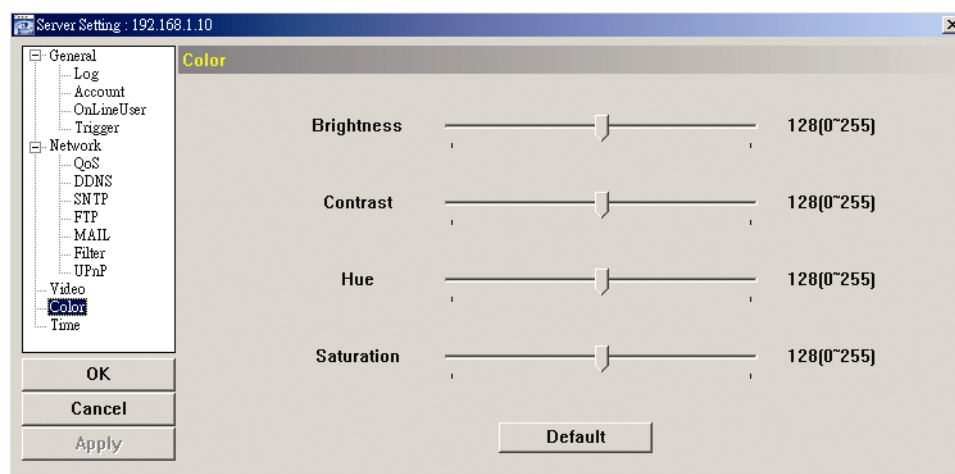 Server Setting : 192.168.1.10
General
Log
Account
OnLineUser
Trigger
Network
QoS
DDNS
SNTP
FTP
MAIL
Filter
UPnP
Video
Color
Time
OK
Cancel
Apply
Color
Brightness 128(0~255)
Contrast 128(0~255)
Hue 128(0~255)
Saturation 128(0~255)
Default